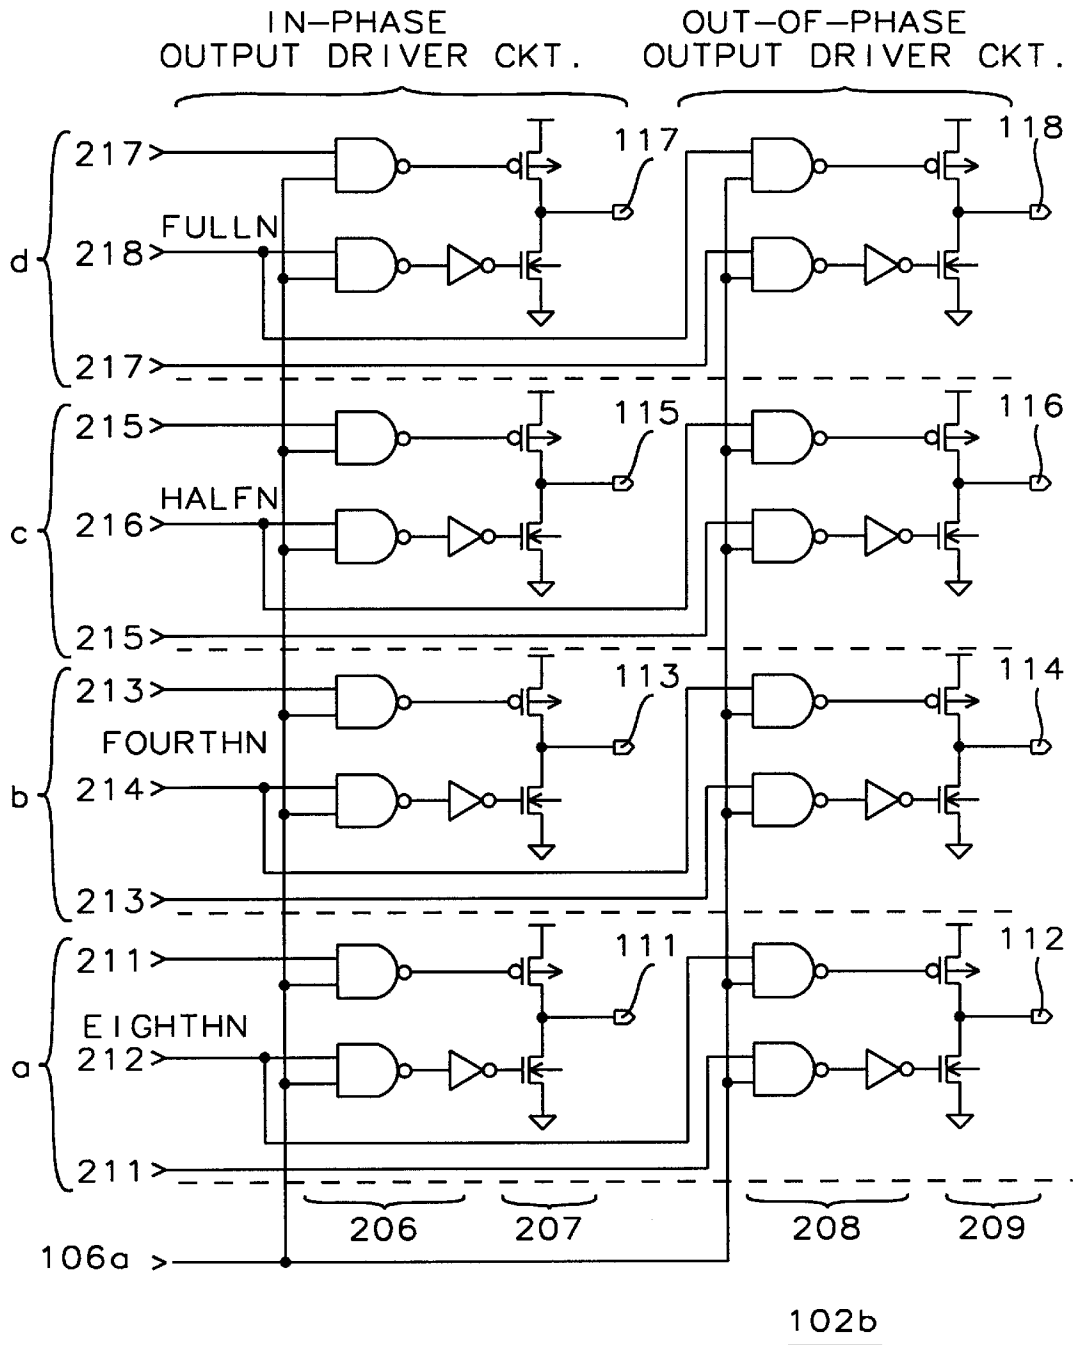 IN-PHASE
OUTPUT DRIVER CKT.
OUT-OF-PHASE
OUTPUT DRIVER CKT.
217
117
118
FULLN
d
218
217
215
115
116
HALFN
c
216
215
213
113
114
FOURTHN
b
214
213
211
111
112
EIGHTHN
a
212
211
206
207
208
209
106a
102b